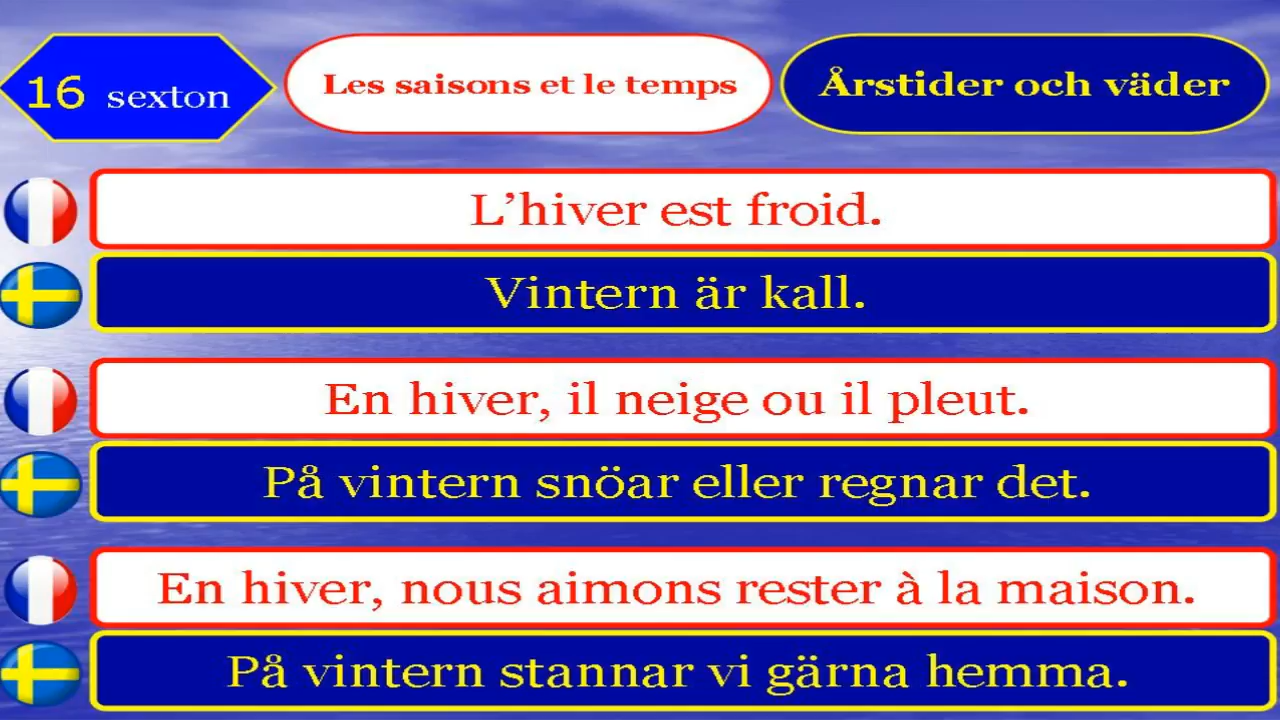 16 sexton
Les saisons et le temps
Årstider och väder
L’hiver est froid.
Vintern är kall.
En hiver, il neige ou il pleut.
På vintern snöar eller regnar det.
En hiver, nous aimons rester à la maison.
På vintern stannar vi gärna hemma.